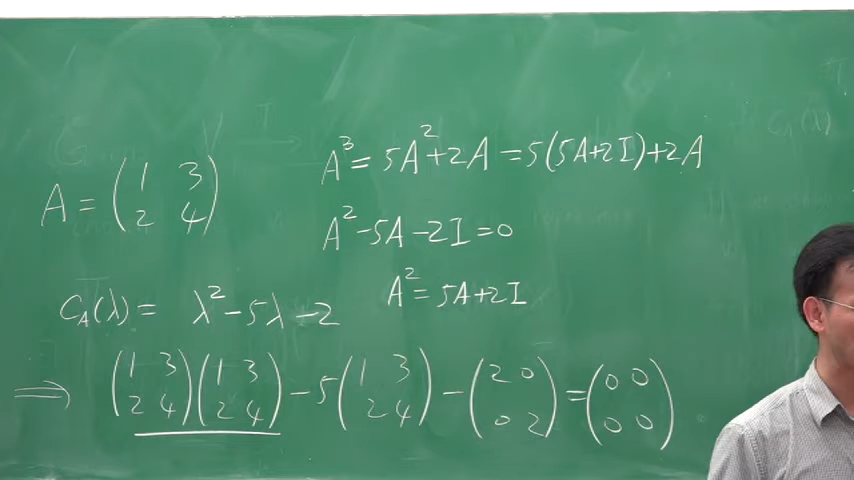 A³ = 5A² + 2A = 5(5A + 2I) + 2A
A = (1 3
2 4)
A² - 5A - 2I = 0
A² = 5A + 2I
C_A(λ) = λ² - 5λ - 2
⟹ (1 3
2 4)(1 3
2 4) - 5(1 3
2 4) - (2 0
0 2) = (0 0
0 0)